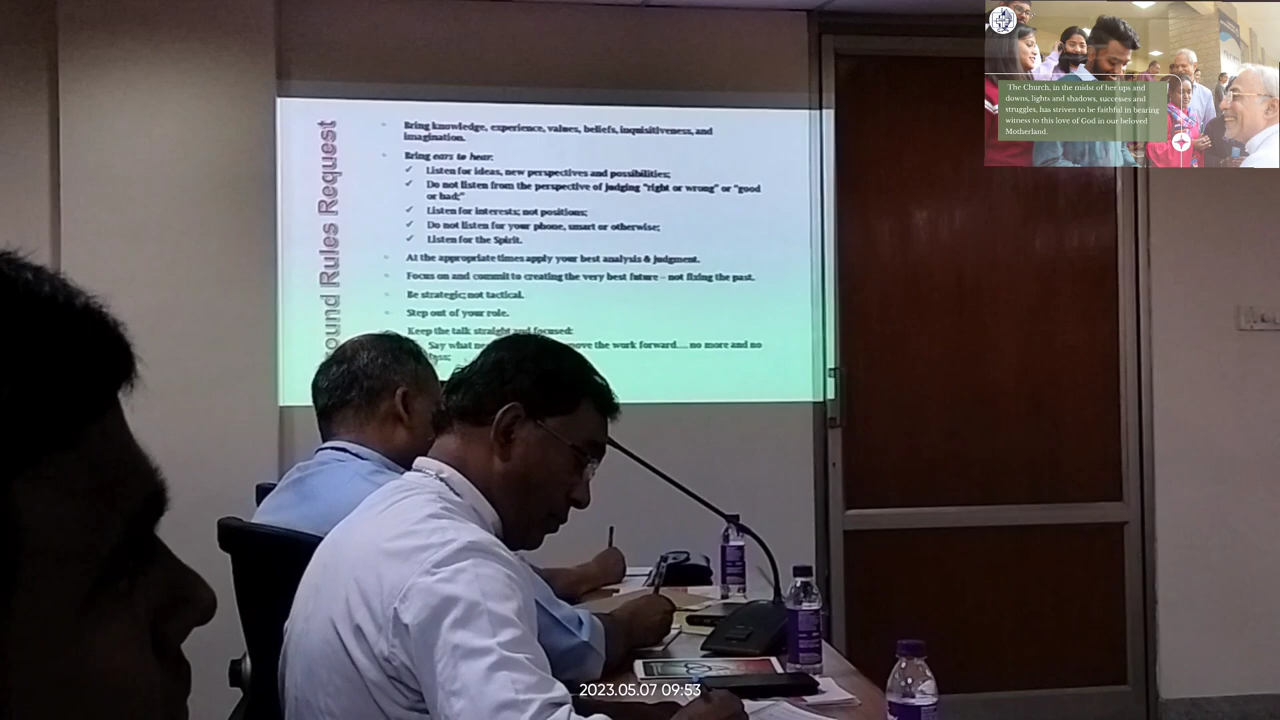 Bring knowledge, experience, values, beliefs, inquisitiveness, and
imagination.
Bring ears to hear:
Listen for ideas, new perspectives and possibilities;
Do not listen from the perspective of judging "right or wrong" or "good
or bad;"
Listen for interests; not positions;
Do not listen for your phone, smart or otherwise;
Listen for the Spirit.
At the appropriate times apply your best analysis & judgment.
Focus on and commit to creating the very best future – not fixing the past.
Be strategic; not tactical.
Step out of your role.
Keep the talk straight and focused:
Say what
ove the work forward.... no more and no
less;
Rules Request
'The Church, in the midst of her ups and
downs, lights and shadows, successes and
struggles, has striven to be faithful in bearing
witness to this love of God in our beloved
Motherland.
2023.05.07 09:53